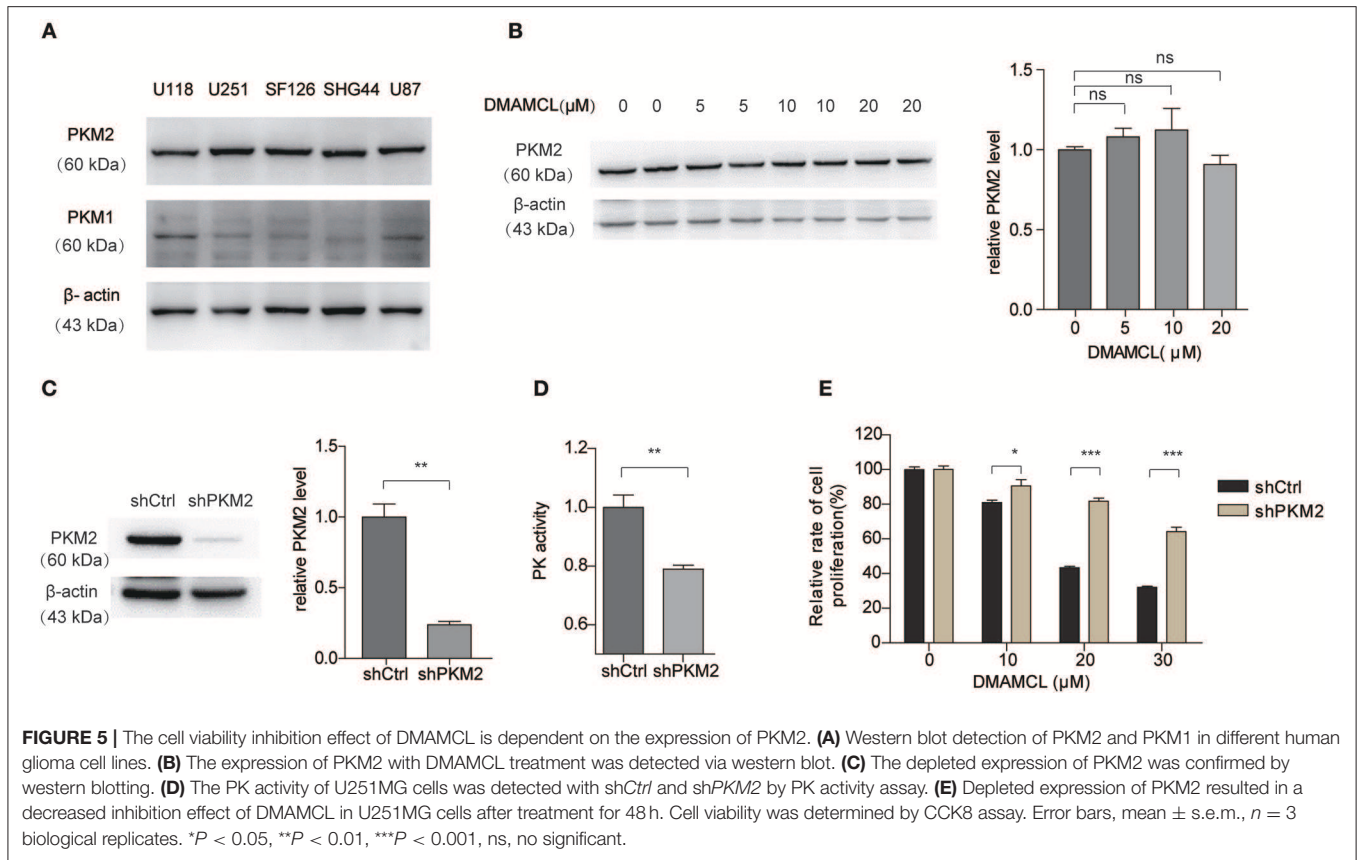 A
U118 U251 SF126 SHG44 U87
PKM2
(60 kDa)
PKM1
(60 kDa)
β- actin
(43 kDa)
B
DMAMCL(μM) 0 0 5 5 10 10 20 20
PKM2
(60 kDa)
β-actin
(43 kDa)
relative PKM2 level
1.5
1.0
0.5
0.0
ns
ns
ns
0 5 10 20
DMAMCL( μM)
C
shCtrl shPKM2
PKM2
(60 kDa)
β-actin
(43 kDa)
relative PKM2 level
1.5
1.0
0.5
0.0
**
shCtrl shPKM2
D
PK activity
1.2
1.0
0.8
0.6
**
shCtrl shPKM2
E
Relative rate of cell
proliferation(%)
120
100
80
60
40
20
0
* *** ***
0 10 20 30
DMAMCL (μM)
shCtrl
shPKM2
FIGURE 5 | The cell viability inhibition effect of DMAMCL is dependent on the expression of PKM2. (A) Western blot detection of PKM2 and PKM1 in different human
glioma cell lines. (B) The expression of PKM2 with DMAMCL treatment was detected via western blot. (C) The depleted expression of PKM2 was confirmed by
western blotting. (D) The PK activity of U251MG cells was detected with shCtrl and shPKM2 by PK activity assay. (E) Depleted expression of PKM2 resulted in a
decreased inhibition effect of DMAMCL in U251MG cells after treatment for 48 h. Cell viability was determined by CCK8 assay. Error bars, mean ± s.e.m., n = 3
biological replicates. *P < 0.05, **P < 0.01, ***P < 0.001, ns, no significant.